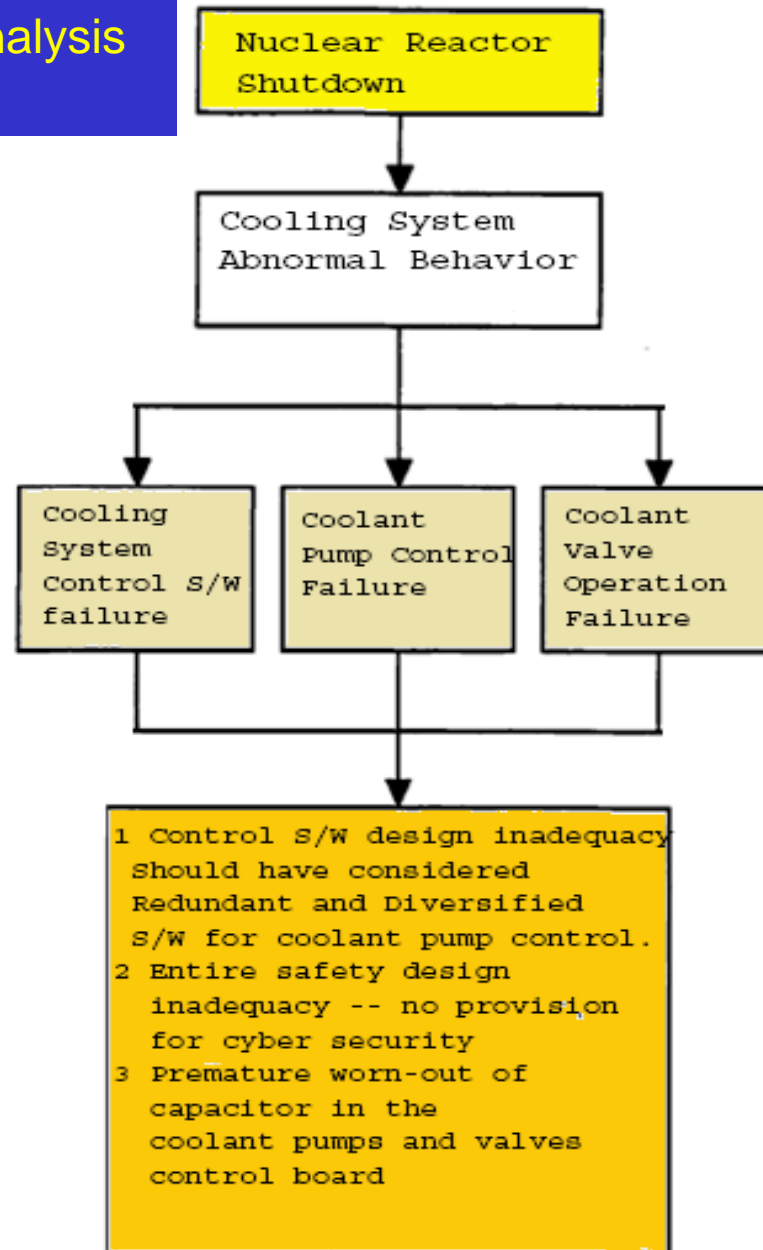 nalysis
Nuclear Reactor
Shutdown
Cooling System
Abnormal Behavior
Cooling
System
Control S/W
failure
Coolant
Pump Control
Failure
Coolant
Valve
Operation
Failure
1 Control S/W design inadequacy
Should have considered
Redundant and Diversified
S/W for coolant pump control.
2 Entire safety design
inadequacy -- no provision
for cyber security
3 Premature worn-out of
capacitor in the
coolant pumps and valves
control board